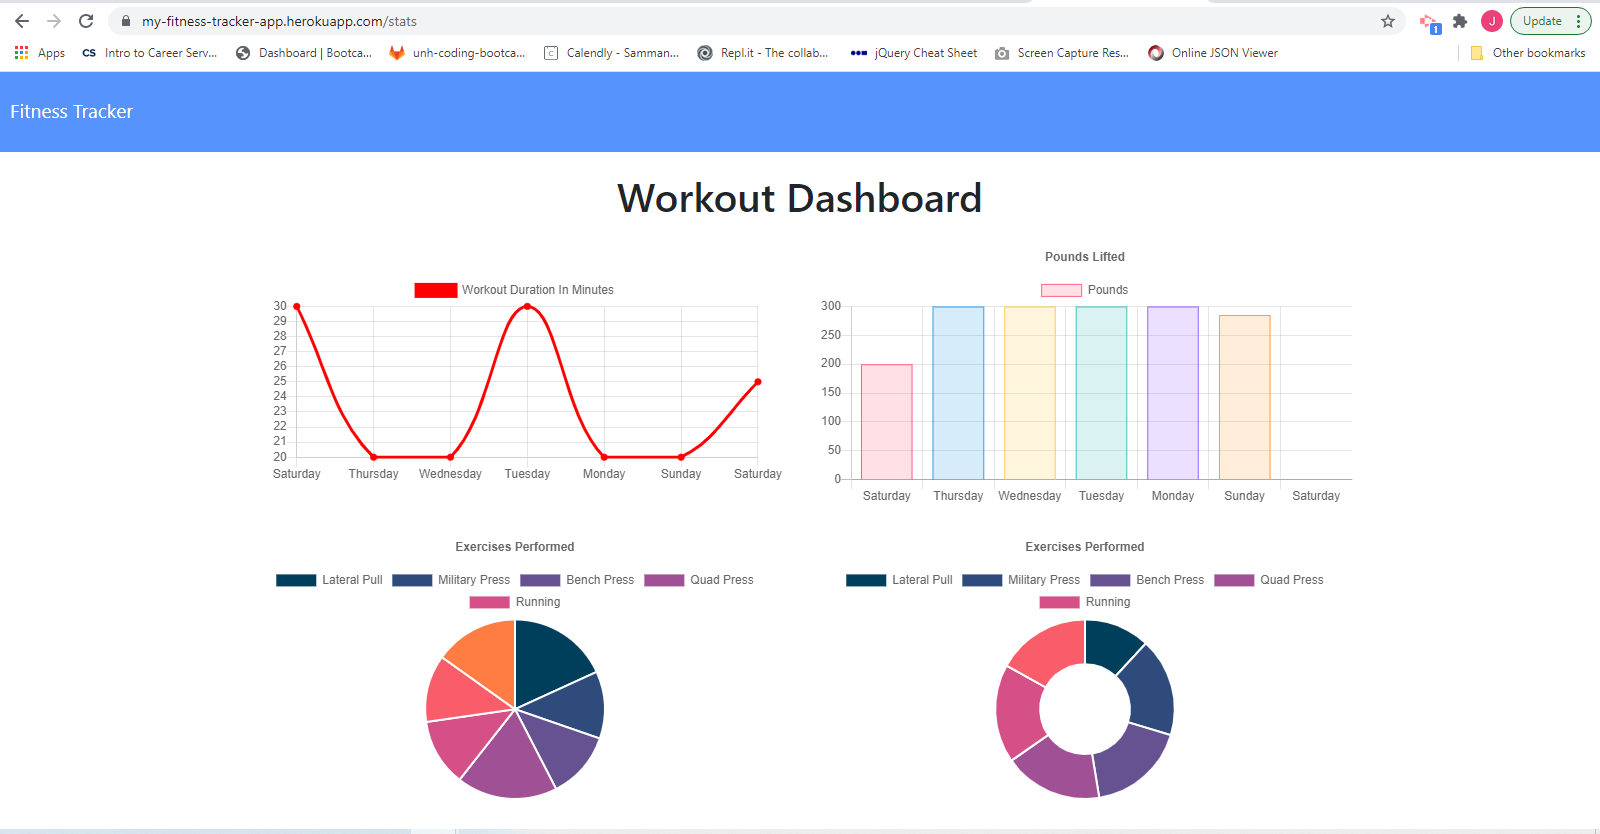 my-fitness-tracker-app.herokuapp.com/stats
J
Update
1
Apps
CS Intro to Career Serv...
Dashboard | Bootca...
unh-coding-bootca...
C Calendly - Samman...
Repl.it - The collab...
jQuery Cheat Sheet
Screen Capture Res...
Online JSON Viewer
Other bookmarks
Fitness Tracker
Workout Dashboard
Workout Duration In Minutes
30
29
28
27
26
25
24
23
22
21
20
Saturday Thursday Wednesday Tuesday Monday Sunday Saturday
Pounds Lifted
Pounds
300
250
200
150
100
50
0
Saturday Thursday Wednesday Tuesday Monday Sunday Saturday
Exercises Performed
Lateral Pull Military Press Bench Press Quad Press
Running
Exercises Performed
Lateral Pull Military Press Bench Press Quad Press
Running